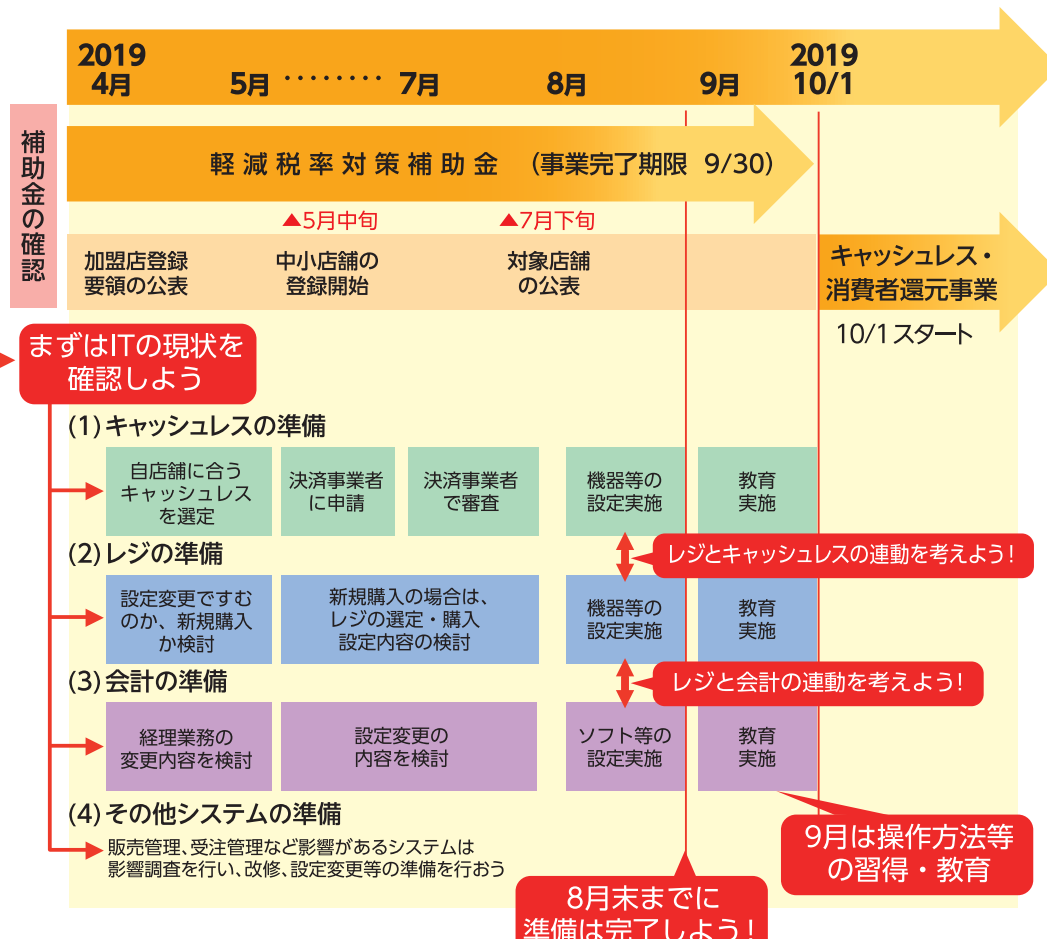 2019
4月
5月 ‥‥‥‥ 7月
8月
9月
2019
10/1
補助金の確認
軽減税率対策補助金 (事業完了期限 9/30)
▲5月中旬
▲7月下旬
加盟店登録
要領の公表
中小店舗の
登録開始
対象店舗
の公表
キャッシュレス・
消費者還元事業
10/1スタート
まずはITの現状を
確認しよう
(1)キャッシュレスの準備
自店舗に合う
キャッシュレス
を選定
決済事業者
に申請
決済事業者
で審査
機器等の
設定実施
教育
実施
レジとキャッシュレスの連動を考えよう!
(2)レジの準備
設定変更ですむ
のか、新規購入
か検討
新規購入の場合は、
レジの選定・購入
設定内容の検討
機器等の
設定実施
教育
実施
レジと会計の連動を考えよう!
(3)会計の準備
経理業務の
変更内容を検討
設定変更の
内容を検討
ソフト等の
設定実施
教育
実施
(4)その他システムの準備
販売管理、受注管理など影響があるシステムは
影響調査を行い、改修、設定変更等の準備を行おう
9月は操作方法等
の習得・教育
8月末までに
準備は完了しよう!